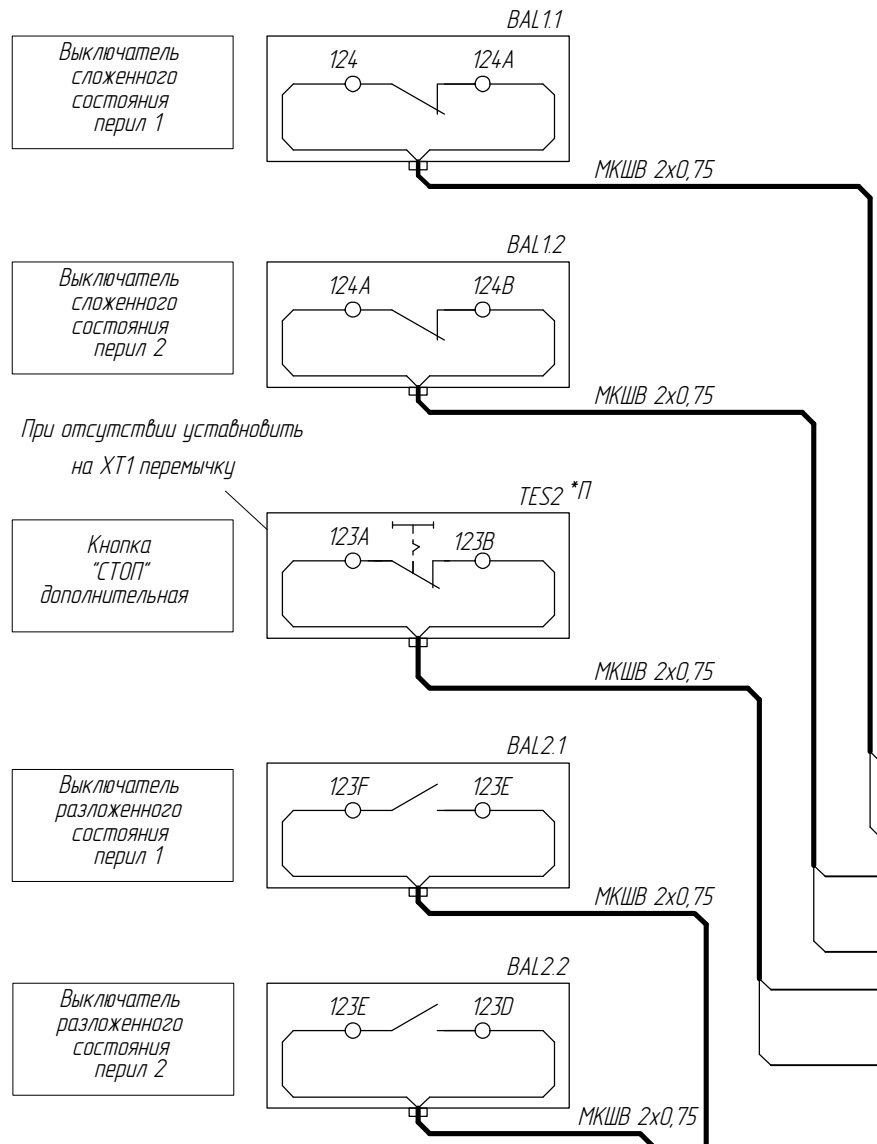 BAL1.1
Выключатель
сложенного
состояния
перил 1
124
124A
МКШВ 2х0,75
BAL1.2
Выключатель
сложенного
состояния
перил 2
124A
124B
МКШВ 2х0,75
При отсутствии установить
на XT1 перемычку
TES2 *П
Кнопка
"СТОП"
дополнительная
123A
123B
МКШВ 2х0,75
BAL2.1
Выключатель
разложенного
состояния
перил 1
123F
123E
МКШВ 2х0,75
BAL2.2
Выключатель
разложенного
состояния
перил 2
123E
123D
МКШВ 2х0,75